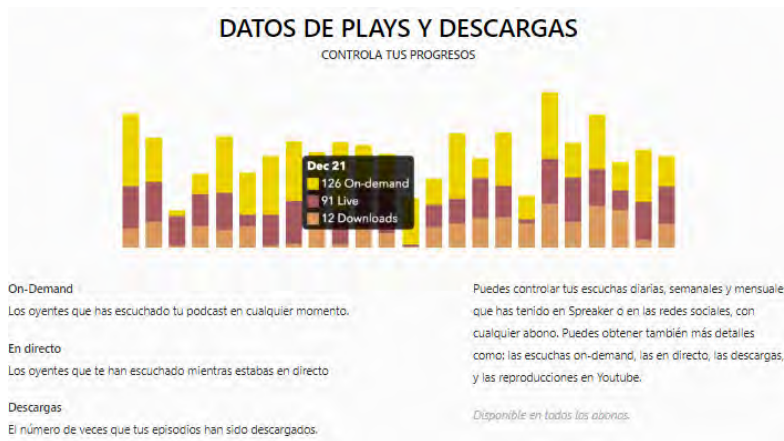 DATOS DE PLAYS Y DESCARGAS
CONTROLA TUS PROGRESOS
Dec 21
126 On-demand
91 Live
12 Downloads
On-Demand
Los oyentes que has escuchado tu podcast en cualquier momento.
En directo
Los oyentes que te han escuchado mientras estabas en directo
Descargas
El número de veces que tus episodios han sido descargados.
Puedes controlar tus escuchas diarias, semanales y mensuale
que has tenido en Spreaker o en las redes sociales, con
cualquier abono. Puedes obtener también más detalles
como: las escuchas on-demand, las en directo, las descargas,
y las reproducciones en Youtube.
Disponible en todos los abonos.